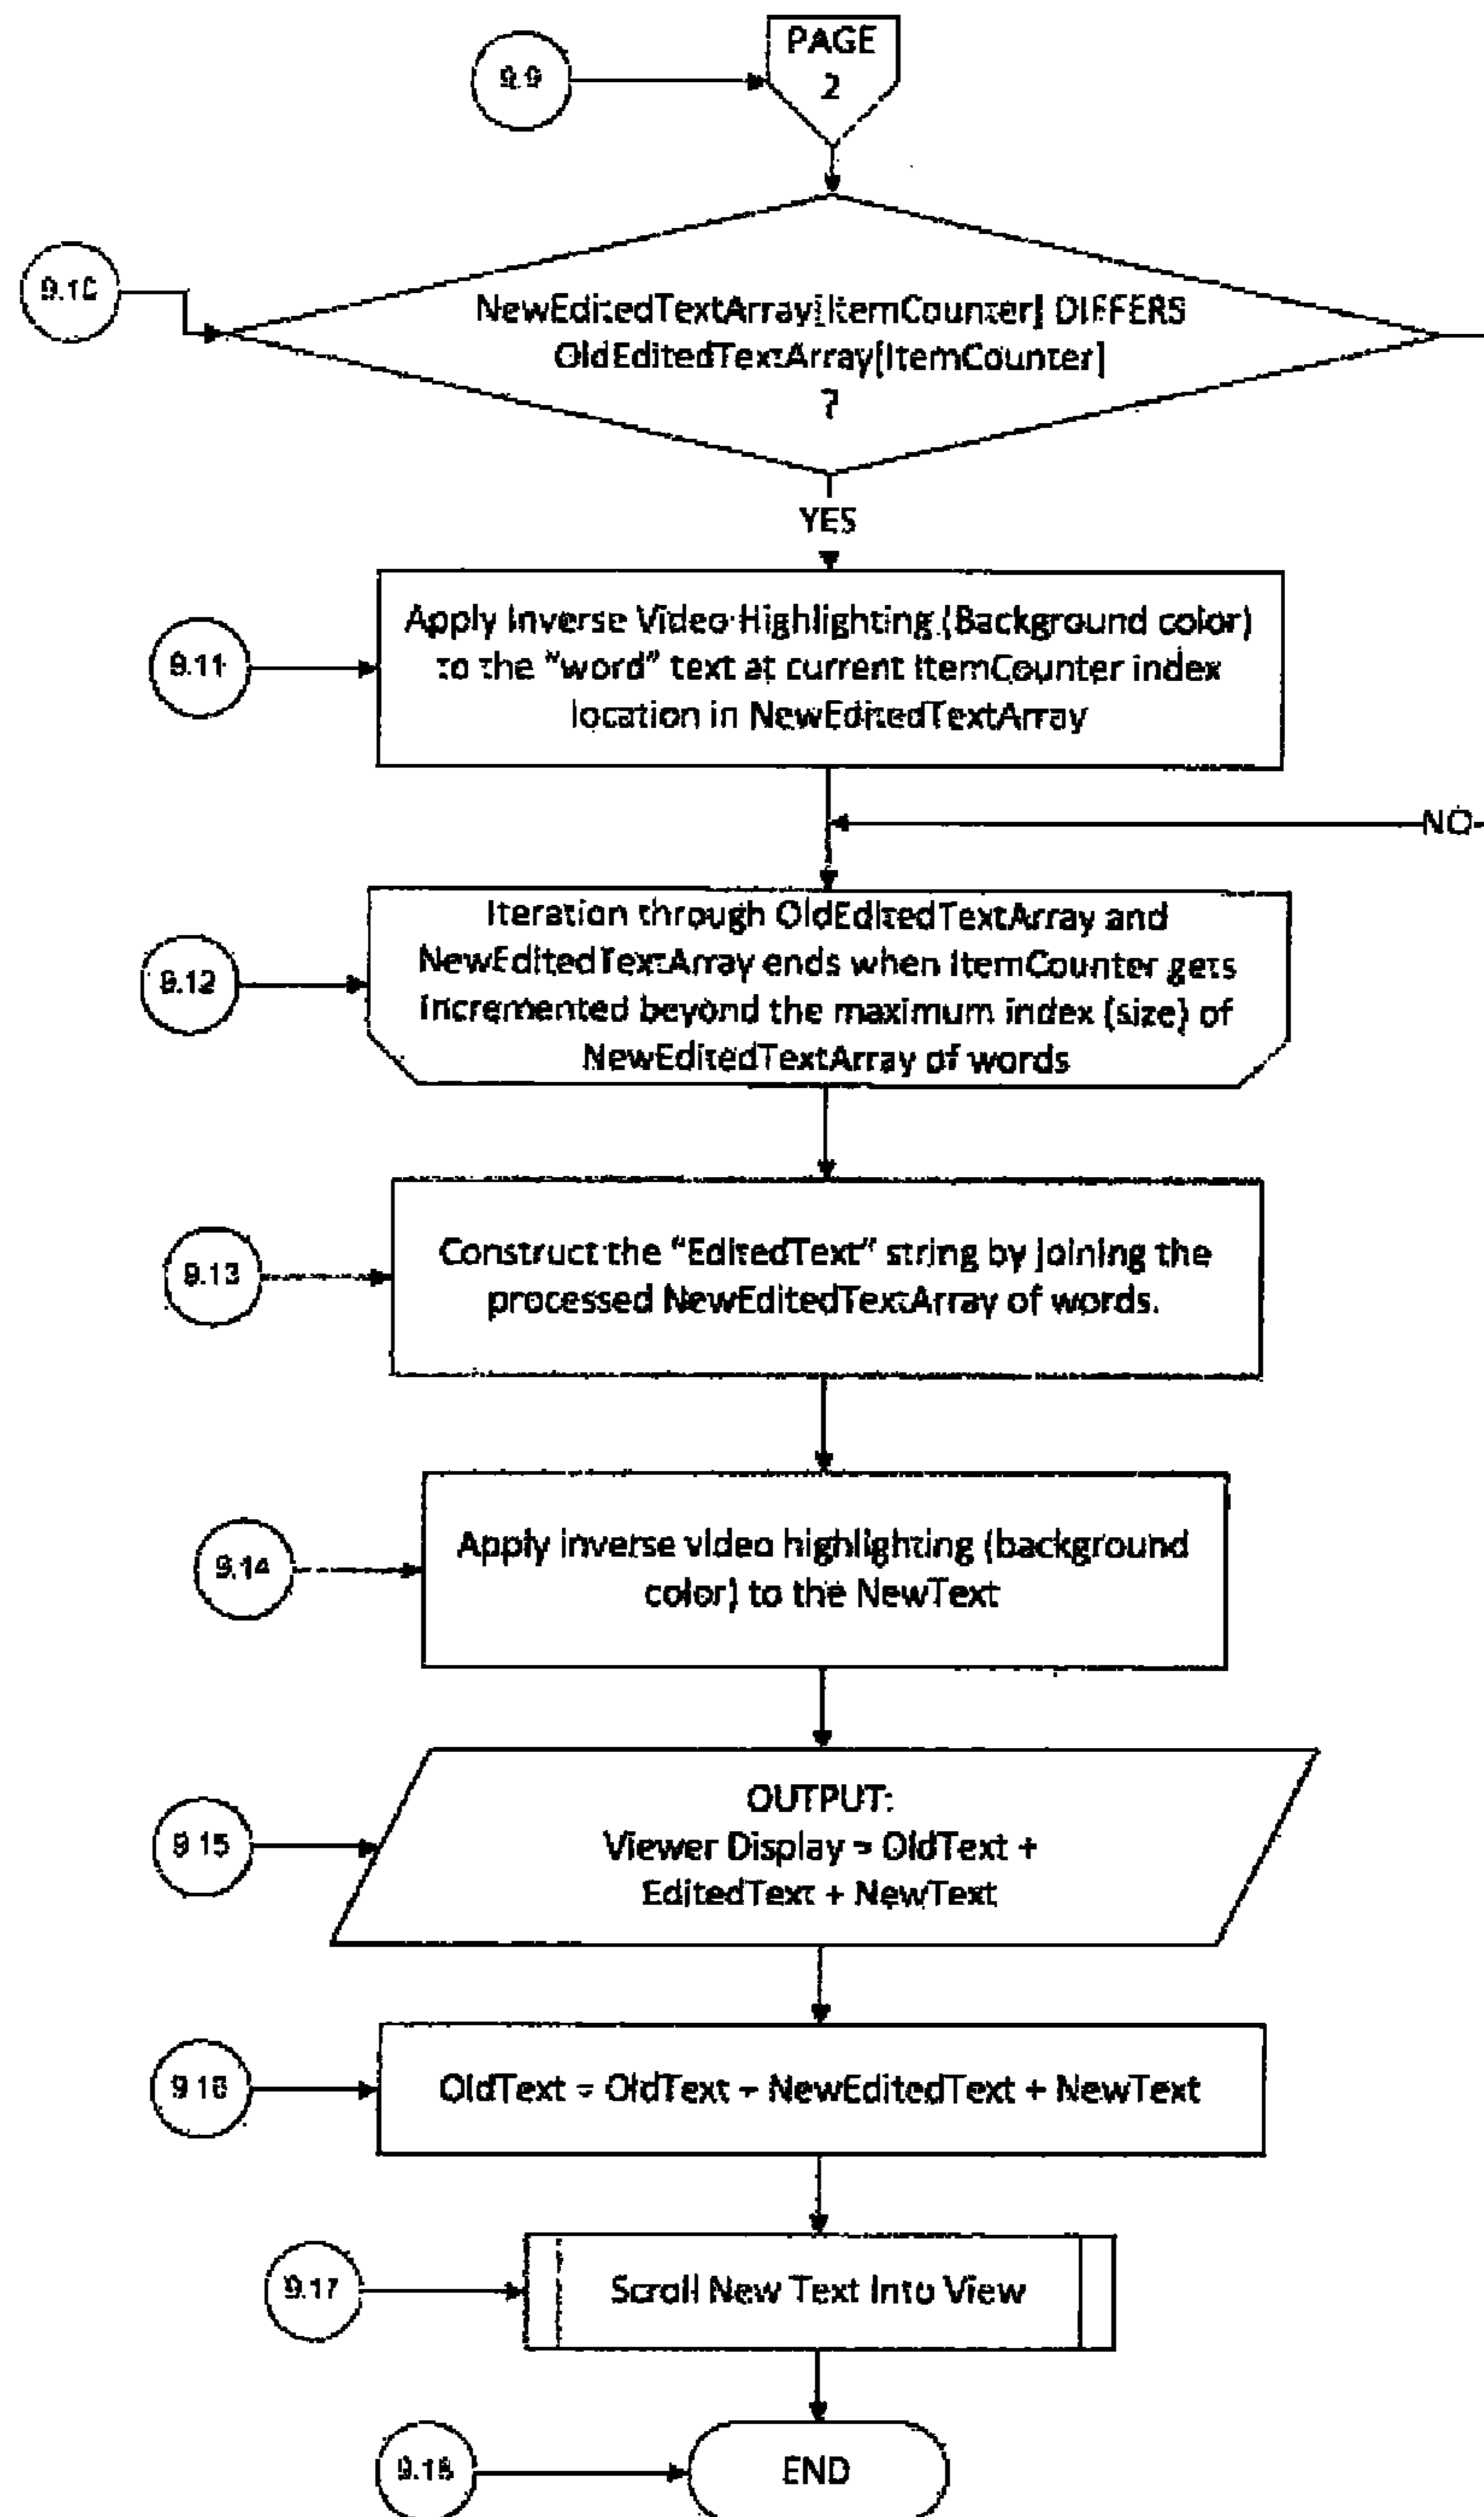 9.9
PAGE
2
9.10
NewEditedTextArray[ItemCounter] DIFFERS
OldEditedTextArray[ItemCounter]
?
YES
9.11
Apply Inverse Video Highlighting (Background color)
to the "word" text at current ItemCounter index
location in NewEditedTextArray
NO
9.12
Iteration through OldEditedTextArray and
NewEditedTextArray ends when ItemCounter gets
incremented beyond the maximum index (size) of
NewEditedTextArray of words
9.13
Construct the "EditedText" string by joining the
processed NewEditedTextArray of words.
9.14
Apply inverse video highlighting (background
color) to the NewText
9.15
OUTPUT:
Viewer Display = OldText +
EditedText + NewText
9.16
OldText = OldText + NewEditedText + NewText
9.17
Scroll New Text Into View
9.18
END